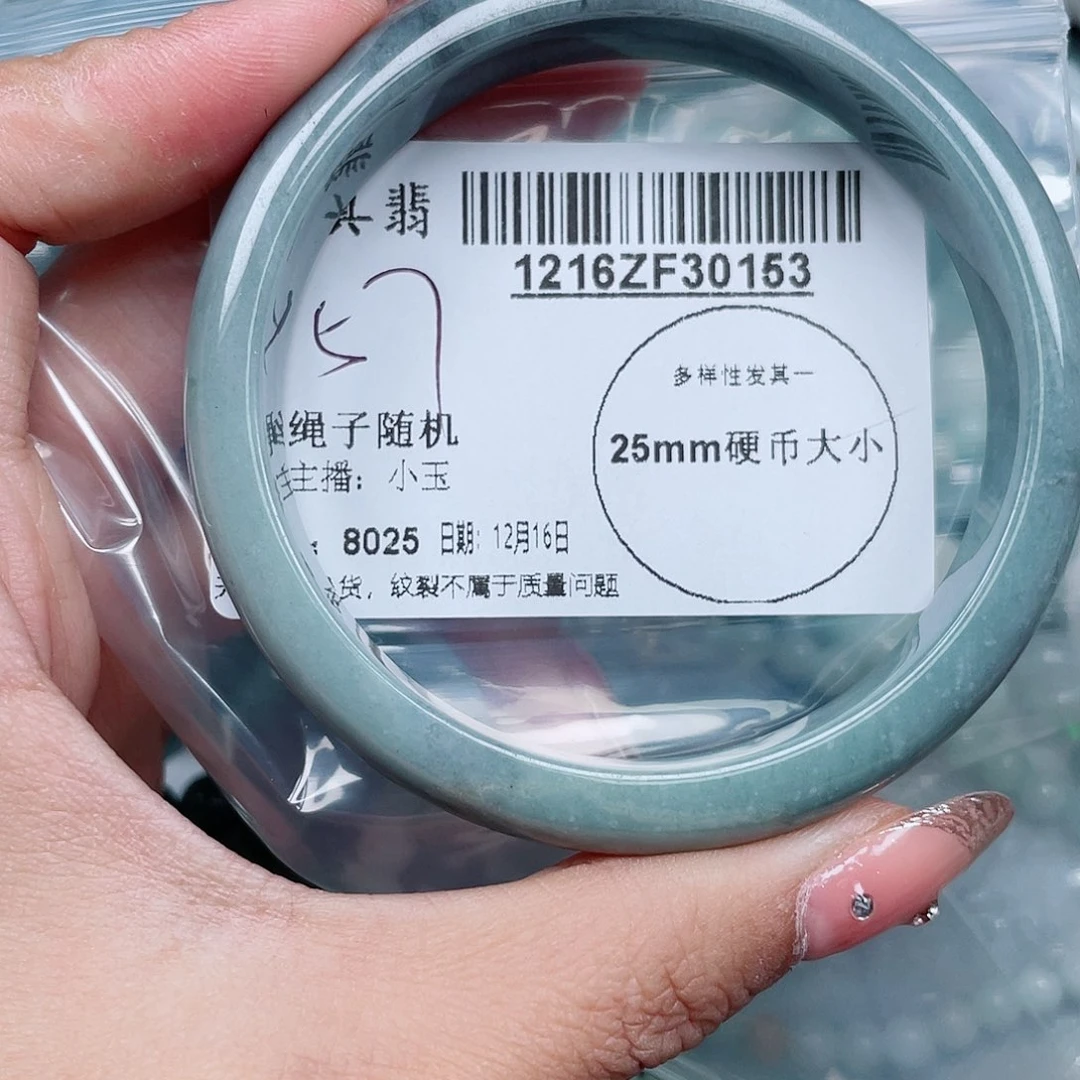 翡
1216ZF30153
57
多样性发其一
25mm硬币大小
绳子随机
主播：小玉
8025 日期：12月16日
货，纹裂不属于质量问题